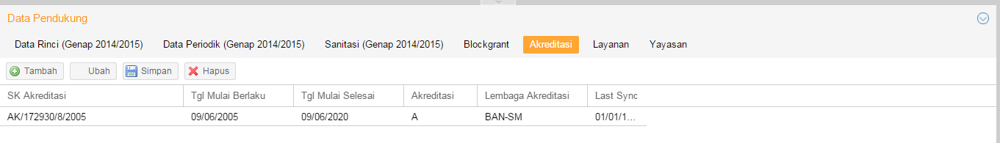 Data Pendukung
Data Rinci (Genap 2014/2015) Data Periodik (Genap 2014/2015) Sanitasi (Genap 2014/2015) Blockgrant Akreditasi Layanan Yayasan
Tambah Ubah Simpan Hapus
SK Akreditasi Tgl Mulai Berlaku Tgl Mulai Selesai Akreditasi Lembaga Akreditasi Last Sync
AK/172930/8/2005 09/06/2005 09/06/2020 A BAN-SM 01/01/1...